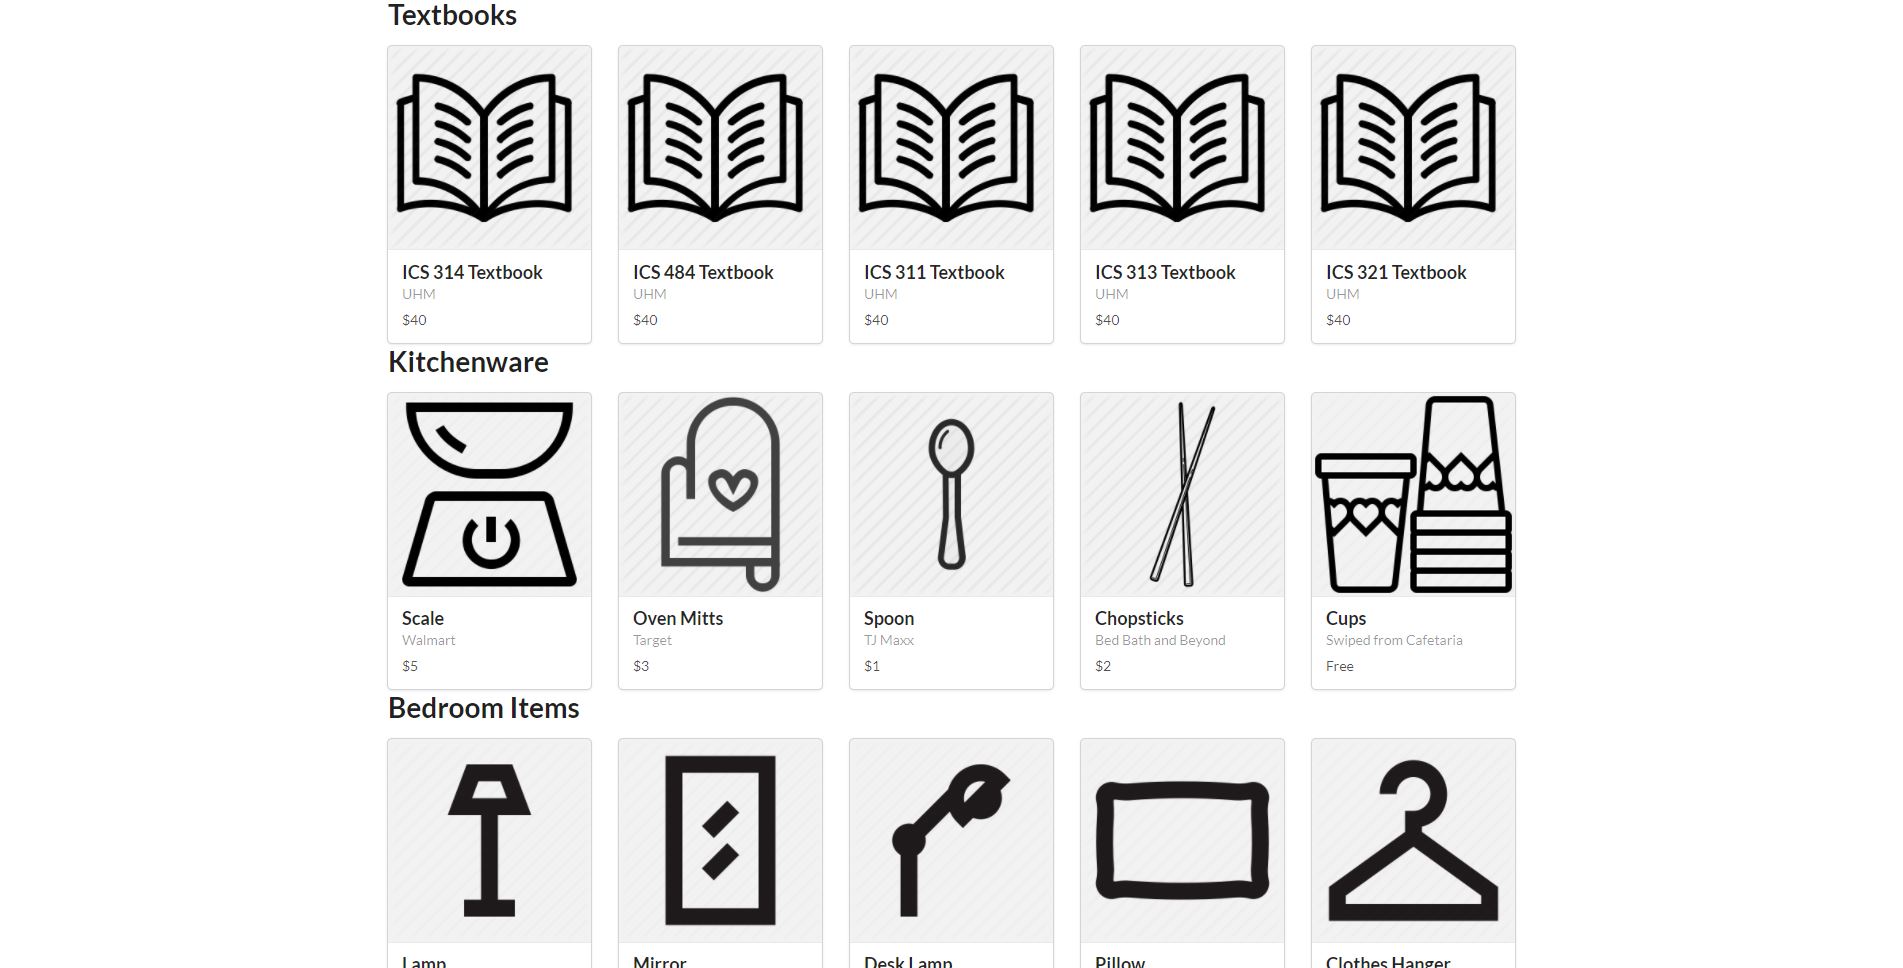 Textbooks
ICS 314 Textbook
UHM
$40
ICS 484 Textbook
UHM
$40
ICS 311 Textbook
UHM
$40
ICS 313 Textbook
UHM
$40
ICS 321 Textbook
UHM
$40
Kitchenware
Scale
Walmart
$5
Oven Mitts
Target
$3
Spoon
TJ Maxx
$1
Chopsticks
Bed Bath and Beyond
$2
Cups
Swiped from Cafetaria
Free
Bedroom Items
Lamp
Mirror
Desk Lamp
Pillow
Clothes Hanger